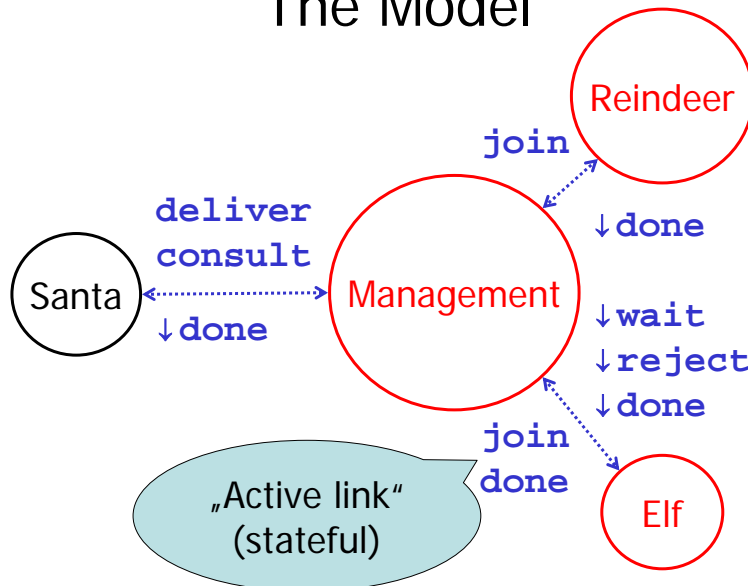 The Model
Reindeer
join
↓done
deliver
consult
Santa
↓done
Management
↓wait
↓reject
↓done
join
done
Elf
„Active link“
(stateful)